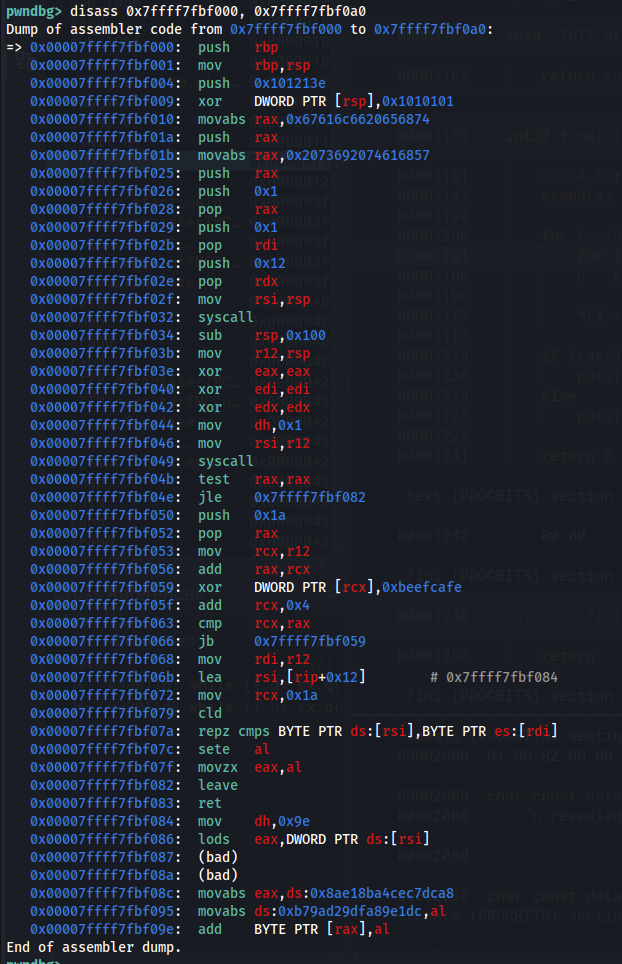 pwndbg> disass 0x7ffff7fbf000, 0x7ffff7fbf0a0
Dump of assembler code from 0x7ffff7fbf000 to 0x7ffff7fbf0a0:
=> 0x00007ffff7fbf000: push rbp
0x00007ffff7fbf001: mov rbp,rsp
0x00007ffff7fbf004: push 0x101213e
0x00007ffff7fbf009: xor DWORD PTR [rsp],0x1010101
0x00007ffff7fbf010: movabs rax,0x67616c6620656874
0x00007ffff7fbf01a: push rax
0x00007ffff7fbf01b: movabs rax,0x2073692074616857
0x00007ffff7fbf025: push rax
0x00007ffff7fbf026: push 0x1
0x00007ffff7fbf028: pop rax
0x00007ffff7fbf029: push 0x1
0x00007ffff7fbf02b: pop rdi
0x00007ffff7fbf02c: push 0x12
0x00007ffff7fbf02e: pop rdx
0x00007ffff7fbf02f: mov rsi,rsp
0x00007ffff7fbf032: syscall
0x00007ffff7fbf034: sub rsp,0x100
0x00007ffff7fbf03b: mov r12,rsp
0x00007ffff7fbf03e: xor eax,eax
0x00007ffff7fbf040: xor edi,edi
0x00007ffff7fbf042: xor edx,edx
0x00007ffff7fbf044: mov dh,0x1
0x00007ffff7fbf046: mov rsi,r12
0x00007ffff7fbf049: syscall
0x00007ffff7fbf04b: test rax,rax
0x00007ffff7fbf04e: jle 0x7ffff7fbf082
0x00007ffff7fbf050: push 0x1a
0x00007ffff7fbf052: pop rax
0x00007ffff7fbf053: mov rcx,r12
0x00007ffff7fbf056: add rax,rcx
0x00007ffff7fbf059: xor DWORD PTR [rcx],0xbeefcafe
0x00007ffff7fbf05f: add rcx,0x4
0x00007ffff7fbf063: cmp rcx,rax
0x00007ffff7fbf066: jb 0x7ffff7fbf059
0x00007ffff7fbf068: mov rdi,r12
0x00007ffff7fbf06b: lea rsi,[rip+0x12] # 0x7ffff7fbf084
0x00007ffff7fbf072: mov rcx,0x1a
0x00007ffff7fbf079: cld
0x00007ffff7fbf07a: repz cmps BYTE PTR ds:[rsi],BYTE PTR es:[rdi]
0x00007ffff7fbf07c: sete al
0x00007ffff7fbf07f: movzx eax,al
0x00007ffff7fbf082: leave
0x00007ffff7fbf083: ret
0x00007ffff7fbf084: mov dh,0x9e
0x00007ffff7fbf086: lods eax,DWORD PTR ds:[rsi]
0x00007ffff7fbf087: (bad)
0x00007ffff7fbf08a: (bad)
0x00007ffff7fbf08c: movabs eax,ds:0x8ae18ba4cec7dca8
0x00007ffff7fbf095: movabs ds:0xb79ad29dfa89e1dc,al
0x00007ffff7fbf09e: add BYTE PTR [rax],al
End of assembler dump.
pwndbg>